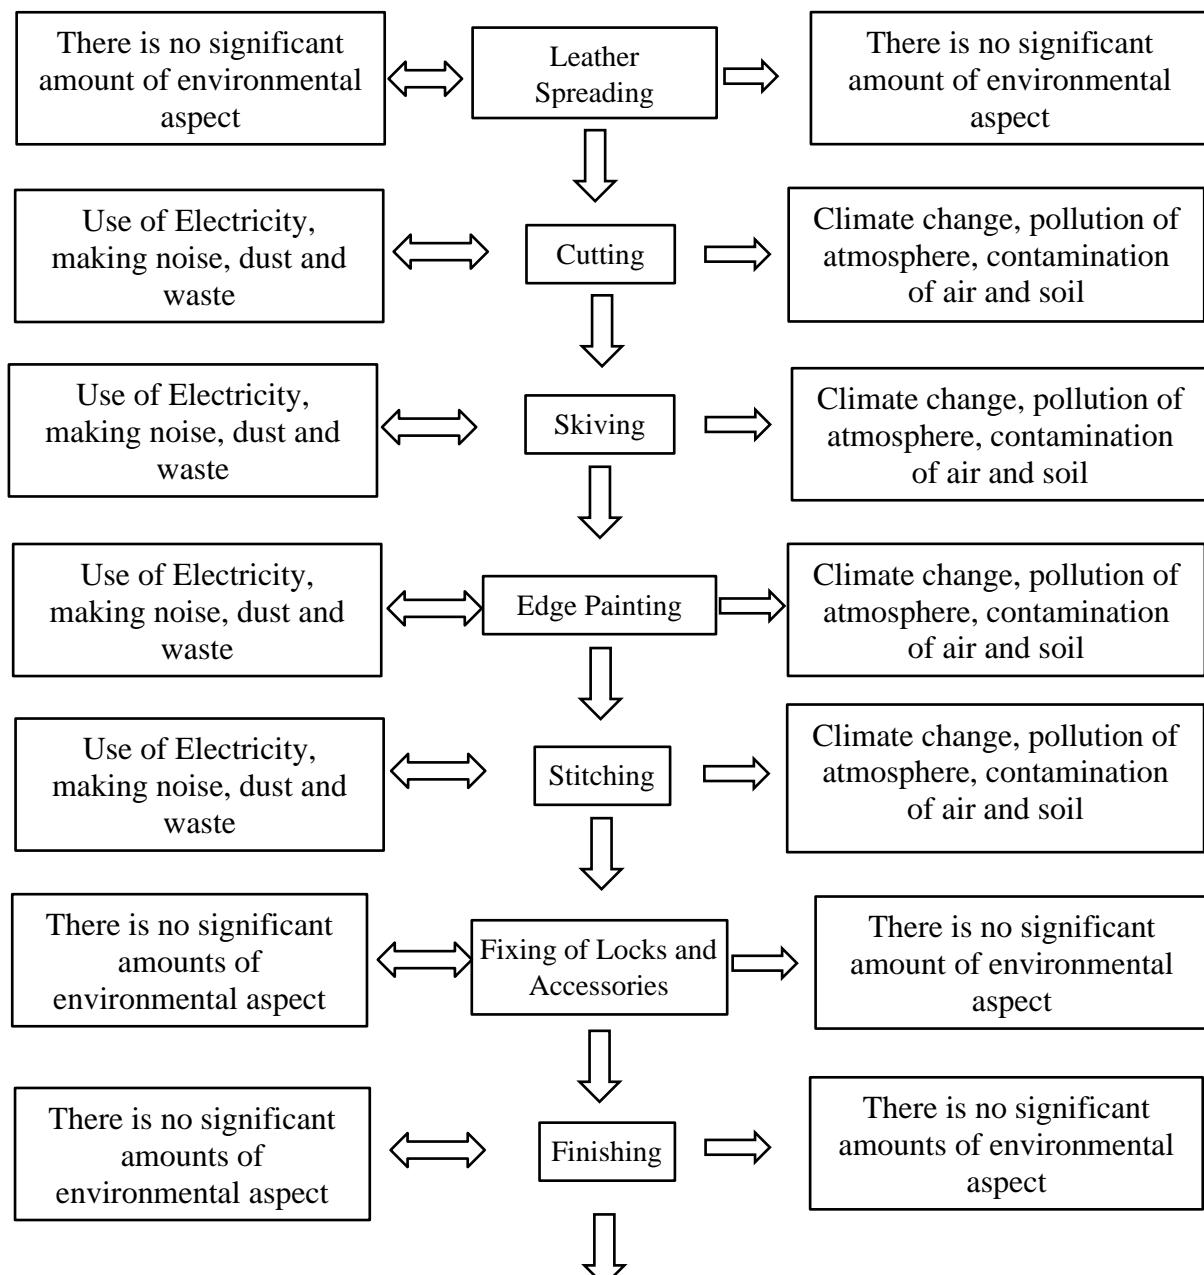 There is no significant
amount of environmental
aspect
Leather
Spreading
There is no significant
amount of environmental
aspect
Use of Electricity,
making noise, dust and
waste
Cutting
Climate change, pollution of
atmosphere, contamination
of air and soil
Use of Electricity,
making noise, dust and
waste
Skiving
Climate change, pollution of
atmosphere, contamination
of air and soil
Use of Electricity,
making noise, dust and
waste
Edge Painting
Climate change, pollution of
atmosphere, contamination
of air and soil
Use of Electricity,
making noise, dust and
waste
Stitching
Climate change, pollution of
atmosphere, contamination
of air and soil
There is no significant
amounts of
environmental aspect
Fixing of Locks and
Accessories
There is no significant
amount of environmental
aspect
There is no significant
amounts of
environmental aspect
Finishing
There is no significant
amounts of environmental
aspect